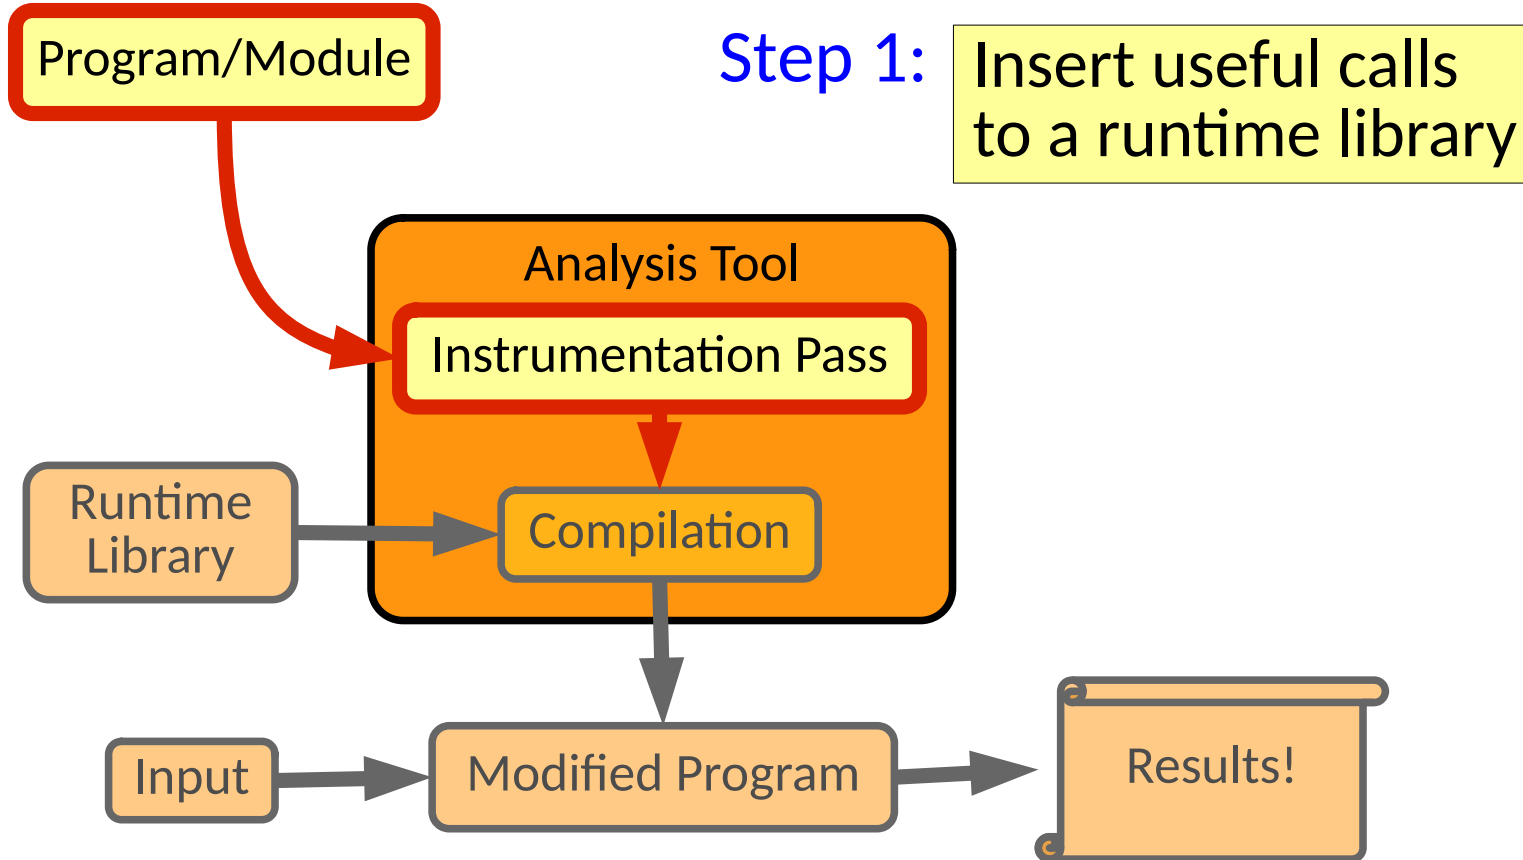 Program/Module
Step 1:
Insert useful calls
to a runtime library
Analysis Tool
Instrumentation Pass
Runtime
Library
Compilation
Input
Modified Program
Results!